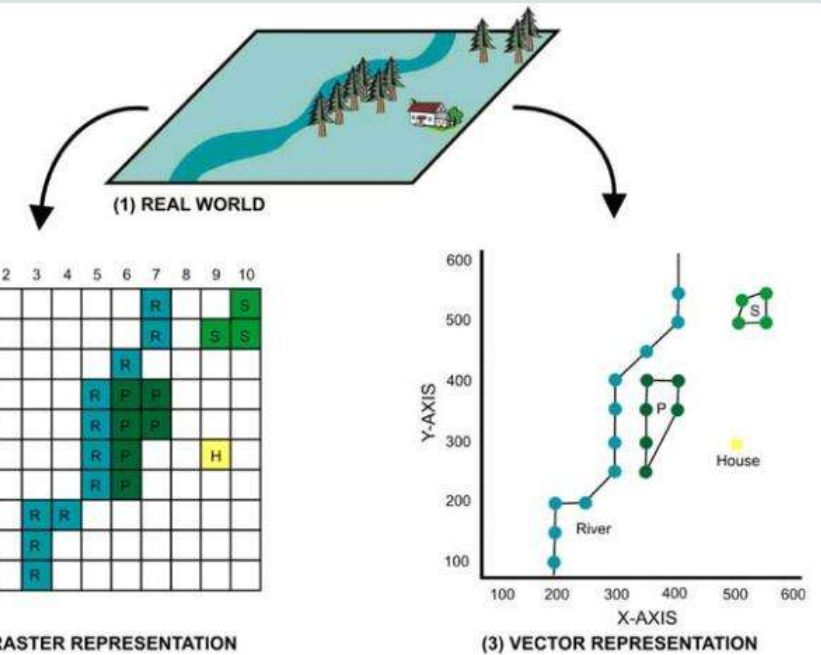 (1) REAL WORLD
2 3 4 5 6 7 8 9 10
R S
R S S
R
R P P
R P P
R P H
R P
R R
R
R
RASTER REPRESENTATION
600
500
400
300
200
100
Y-AXIS
S
P
House
River
100 200 300 400 500 600
X-AXIS
(3) VECTOR REPRESENTATION